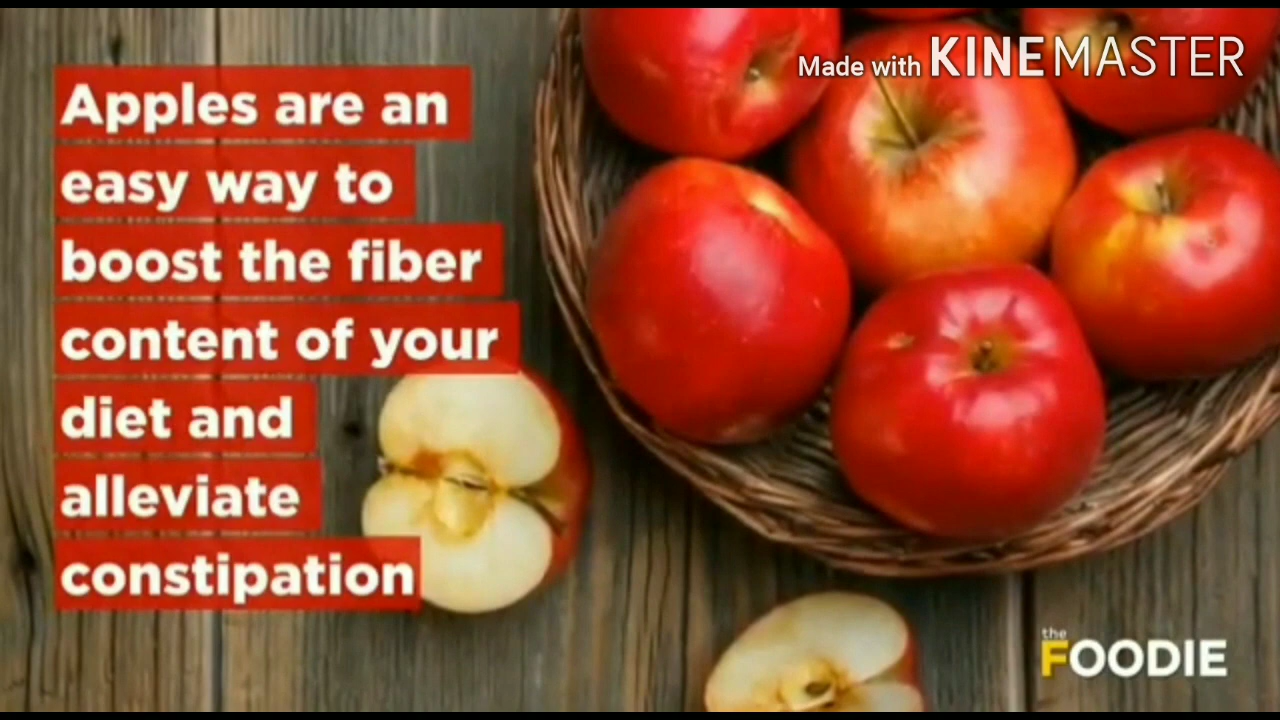 Made with KINEMASTER
Apples are an
easy way to
boost the fiber
content of your
diet and
alleviate
constipation
the
FOODIE